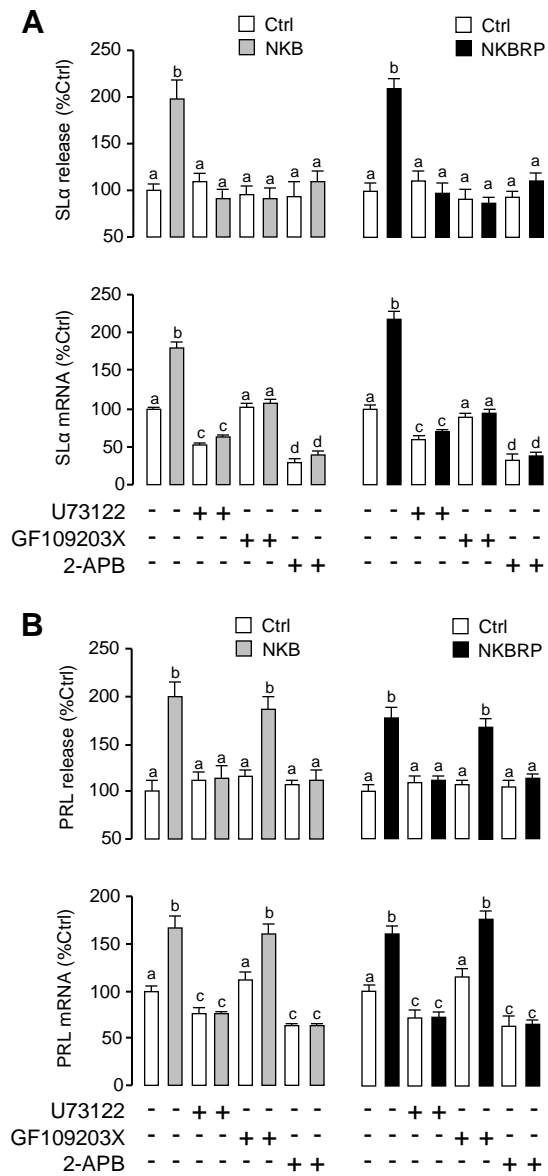 A
Ctrl
NKB
Ctrl
NKBRP
SLα release (%Ctrl)
250
200
150
100
50
a b a a a a a a
a b a a a a a a
SLα mRNA (%Ctrl)
250
200
150
100
50
0
a b c c a a d d
a b c c a a d d
U73122 - - + + - - - - - - + + - - - -
GF109203X - - - - + + - - - - - - + + - -
2-APB - - - - - - + + - - - - - - + +
B
Ctrl
NKB
Ctrl
NKBRP
PRL release (%Ctrl)
250
200
150
100
50
a b a a a b a a
a b a a a b a a
PRL mRNA (%Ctrl)
200
150
100
50
0
a b c c a b c c
a b c c a b c c
U73122 - - + + - - - - - - + + - - - -
GF109203X - - - - + + - - - - - - + + - -
2-APB - - - - - - + + - - - - - - + +